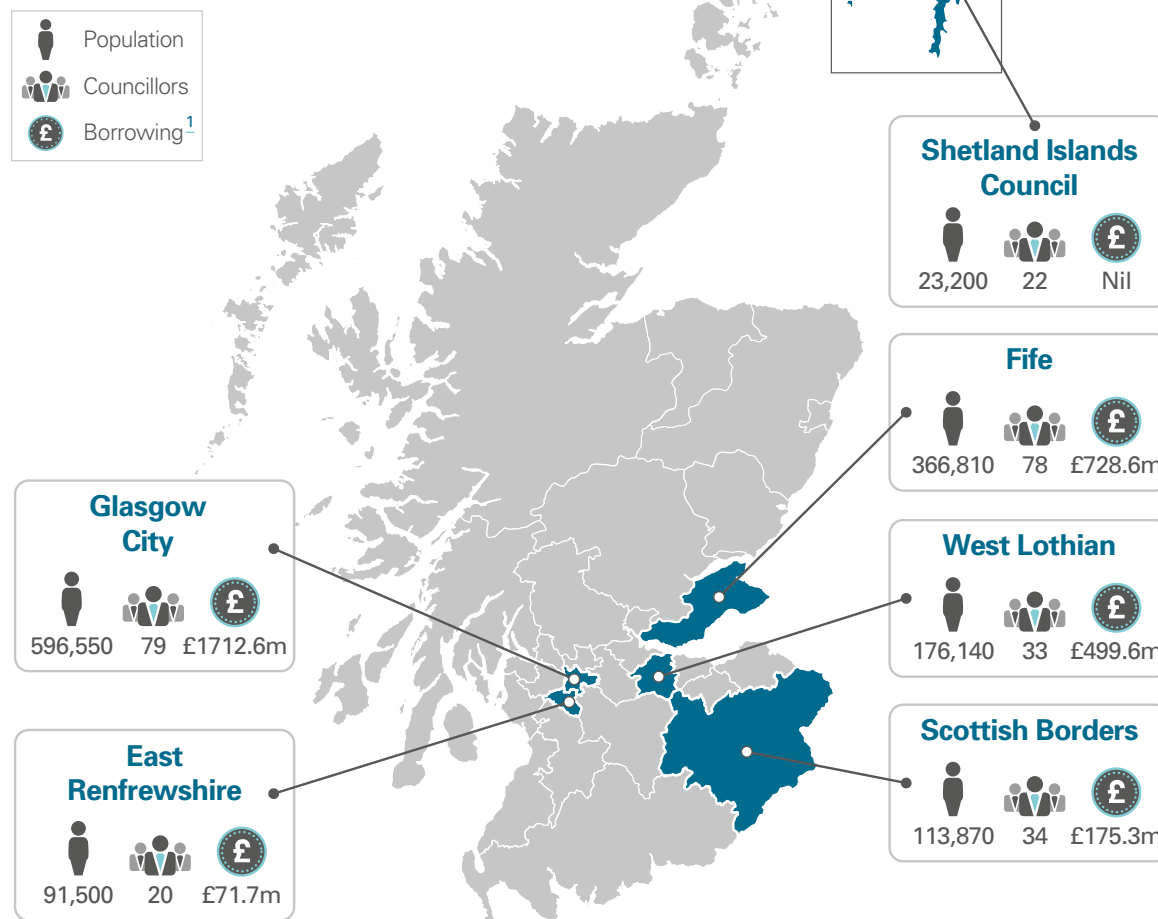 Population
Councillors
Borrowing1
Shetland Islands
Council
£
23,200 22 Nil
Fife
£
366,810 78 £728.6m
Glasgow
City
£
596,550 79 £1712.6m
West Lothian
£
176,140 33 £499.6m
East
Renfrewshire
£
91,500 20 £71.7m
Scottish Borders
£
113,870 34 £175.3m